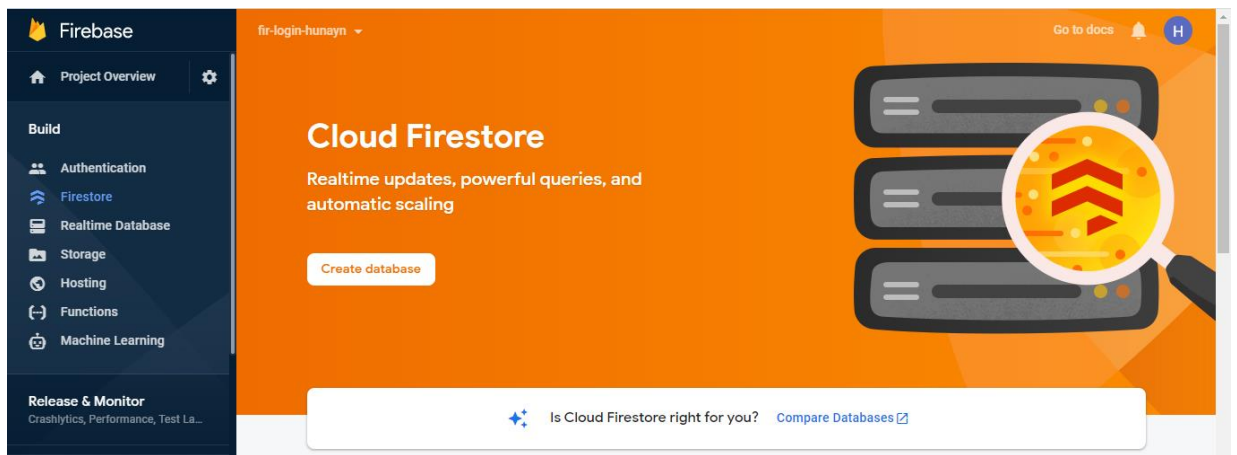 Firebase
Project Overview
Build
Authentication
Firestore
Realtime Database
Storage
Hosting
Functions
Machine Learning
Release & Monitor
Crashlytics, Performance, Test La...
fir-login-hunayn
Go to docs
H
Cloud Firestore
Realtime updates, powerful queries, and
automatic scaling
Create database
Is Cloud Firestore right for you? Compare Databases